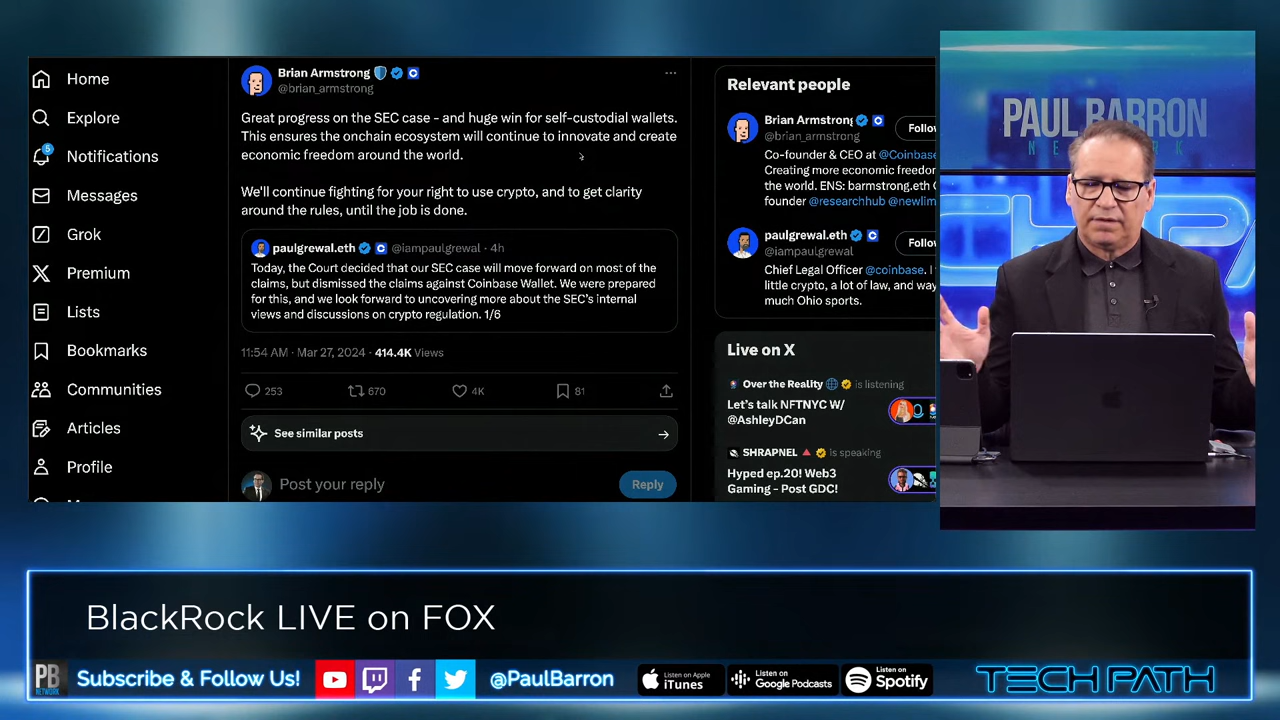 Home
Explore
5
Notifications
Messages
Grok
Premium
Lists
Bookmarks
Communities
Articles
Profile
Brian Armstrong
@brian_armstrong
Great progress on the SEC case - and huge win for self-custodial wallets.
This ensures the onchain ecosystem will continue to innovate and create
economic freedom around the world.
We'll continue fighting for your right to use crypto, and to get clarity
around the rules, until the job is done.
paulgrewal.eth @iampaulgrewal · 4h
Today, the Court decided that our SEC case will move forward on most of the
claims, but dismissed the claims against Coinbase Wallet. We were prepared
for this, and we look forward to uncovering more about the SEC's internal
views and discussions on crypto regulation. 1/6
11:54 AM · Mar 27, 2024 · 414.4K Views
253 670 4K 81
See similar posts
Post your reply
Reply
Relevant people
Brian Armstrong
@brian_armstrong
Follow
Co-founder & CEO at @Coinbase
Creating more economic freedom
the world. ENS: barmstrong.eth
founder @researchhub @newlim
paulgrewal.eth
@iampaulgrewal
Follow
Chief Legal Officer @coinbase. I
little crypto, a lot of law, and way
much Ohio sports.
Live on X
Over the Reality is listening
Let's talk NFTNYC W/
@AshleyDCan
SHRAPNEL is speaking
Hyped ep.20! Web3
Gaming - Post GDC!
PAUL BARRON
NETWORK
BlackRock LIVE on FOX
PB
NETWORK
Subscribe & Follow Us!
@PaulBarron
Listen on Apple
iTunes
Listen on
Google Podcasts
Listen on
Spotify
TECH PATH